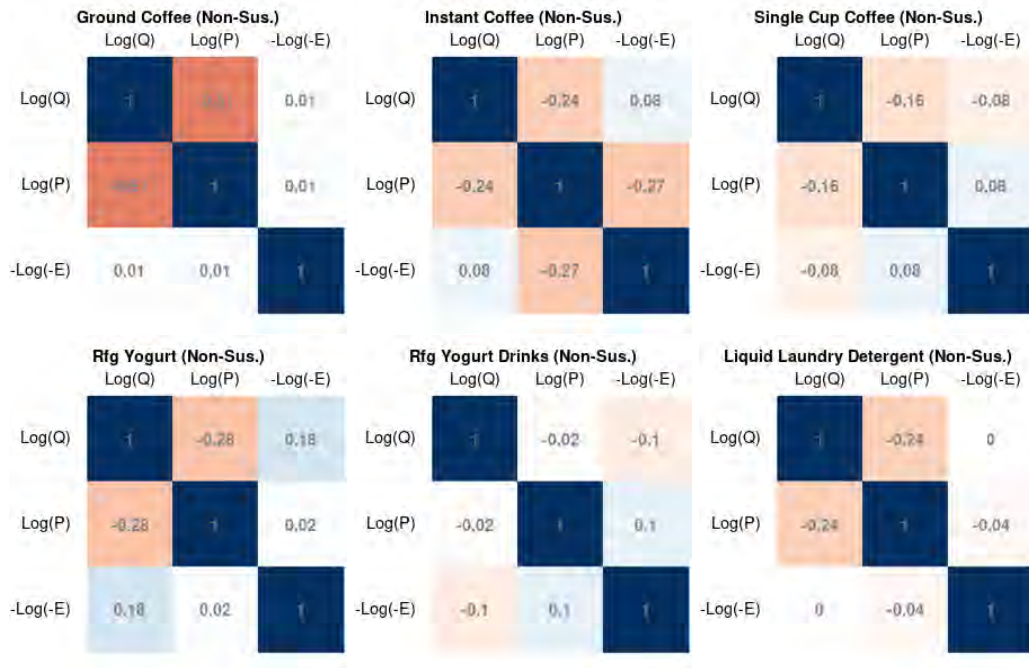 Ground Coffee (Non-Sus.) Instant Coffee (Non-Sus.) Single Cup Coffee (Non-Sus.)
Log(Q) Log(P) -Log(-E) Log(Q) Log(P) -Log(-E) Log(Q) Log(P) -Log(-E)
Log(Q) 1 0.01 Log(Q) 1 -0.24 0.08 Log(Q) 1 -0.16 -0.08
Log(P) 1 0.01 Log(P) -0.24 1 -0.27 Log(P) -0.16 1 0.08
-Log(-E) 0.01 0.01 1 -Log(-E) 0.08 -0.27 1 -Log(-E) -0.08 0.08 1
Rfg Yogurt (Non-Sus.) Rfg Yogurt Drinks (Non-Sus.) Liquid Laundry Detergent (Non-Sus.)
Log(Q) Log(P) -Log(-E) Log(Q) Log(P) -Log(-E) Log(Q) Log(P) -Log(-E)
Log(Q) 1 -0.28 0.18 Log(Q) 1 -0.02 -0.1 Log(Q) 1 -0.24 0
Log(P) -0.28 1 0.02 Log(P) -0.02 1 0.1 Log(P) -0.24 1 -0.04
-Log(-E) 0.18 0.02 1 -Log(-E) -0.1 0.1 1 -Log(-E) 0 -0.04 1